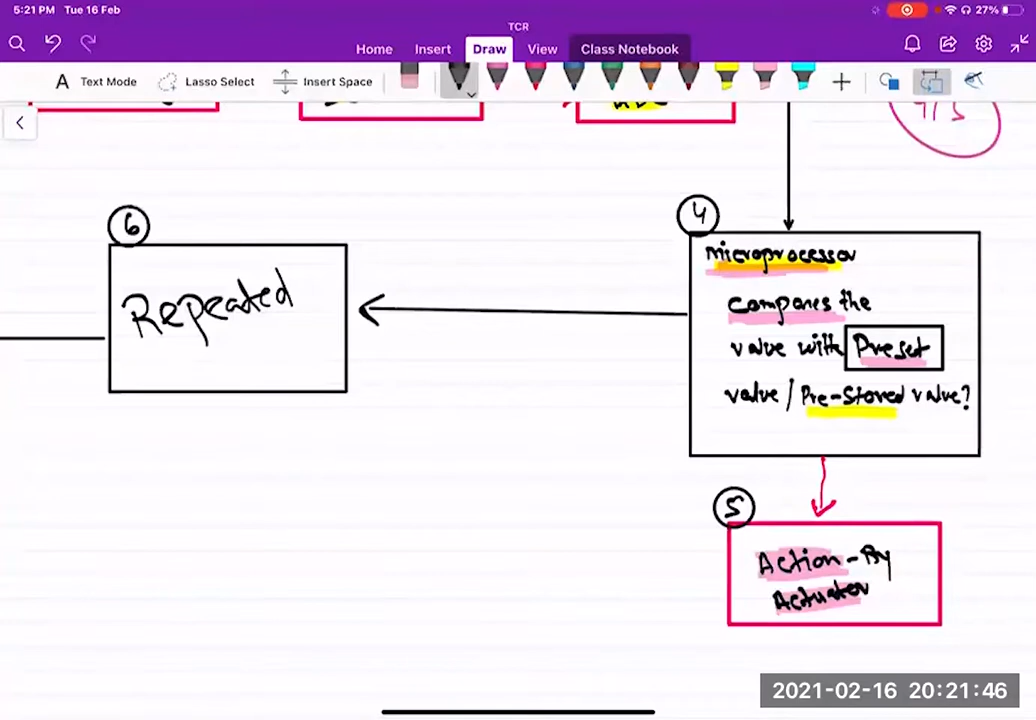 5:21 PM Tue 16 Feb
27%
TCR
Home Insert Draw View Class Notebook
A Text Mode Lasso Select Insert Space
ADC
6
4
Repeated
microprocessor
compares the
value with Preset
value / Pre-Stored value?
5
Action - By
Actuator
2021-02-16 20:21:46